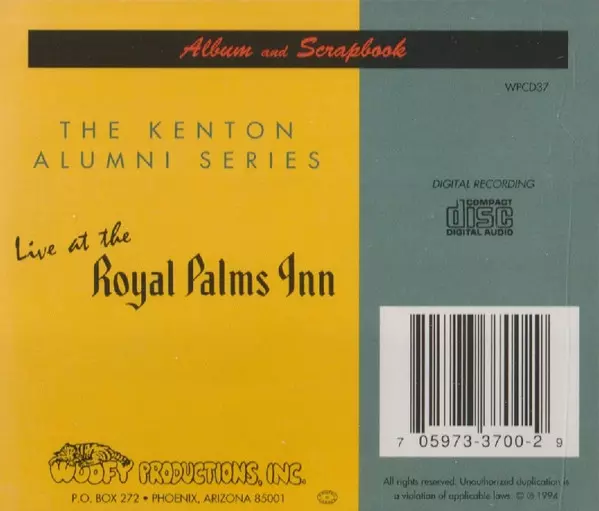 Album and Scrapbook
WPCD37
THE KENTON
ALUMNI SERIES
DIGITAL RECORDING
COMPACT
disc
DIGITAL AUDIO
Live at the
Royal Palms Inn
7 05973-3700-2 9
WOOFY PRODUCTIONS, INC.
P.O. BOX 272 • PHOENIX, ARIZONA 85001
All rights reserved. Unauthorized duplication is
a violation of applicable laws. © ℗ 1994